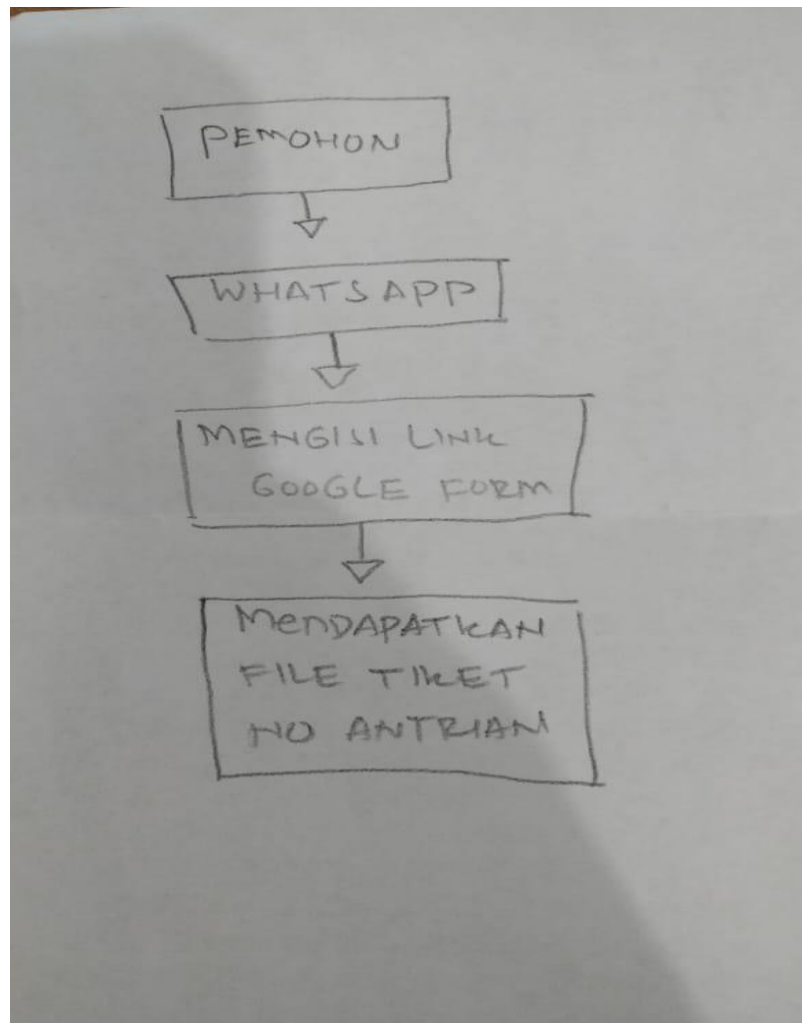 PEMOHON
WHATSAPP
MENGISI LINK
GOOGLE FORM
MENDAPATKAN
FILE TIKET
NO ANTRIAN